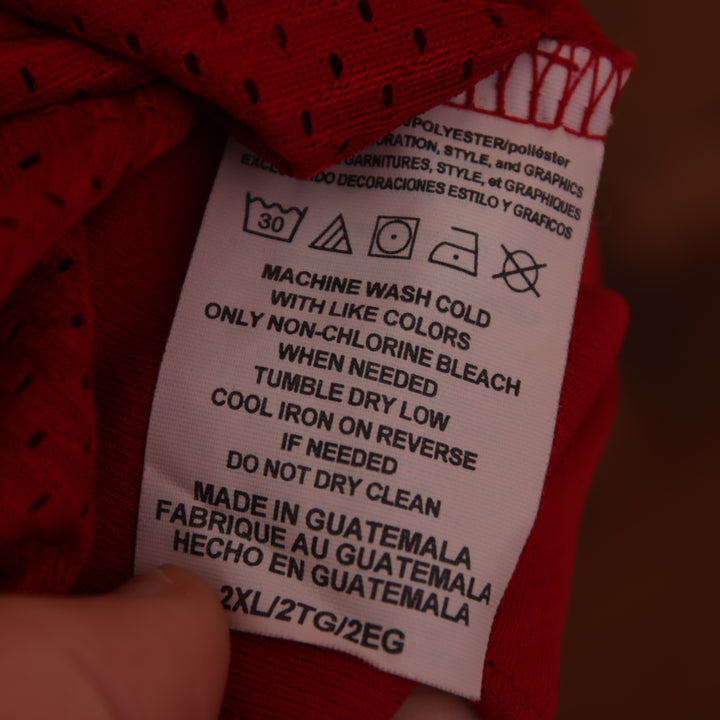 POLYESTER/poliéster
ORATION, STYLE, and GRAPHICS
GARNITURES, STYLE, et GRAPHIQUES
DO DECORACIONES ESTILO Y GRAFICOS
30
MACHINE WASH COLD
WITH LIKE COLORS
ONLY NON-CHLORINE BLEACH
WHEN NEEDED
TUMBLE DRY LOW
COOL IRON ON REVERSE
IF NEEDED
DO NOT DRY CLEAN
MADE IN GUATEMALA
FABRIQUE AU GUATEMALA
HECHO EN GUATEMALA
2XL/2TG/2EG